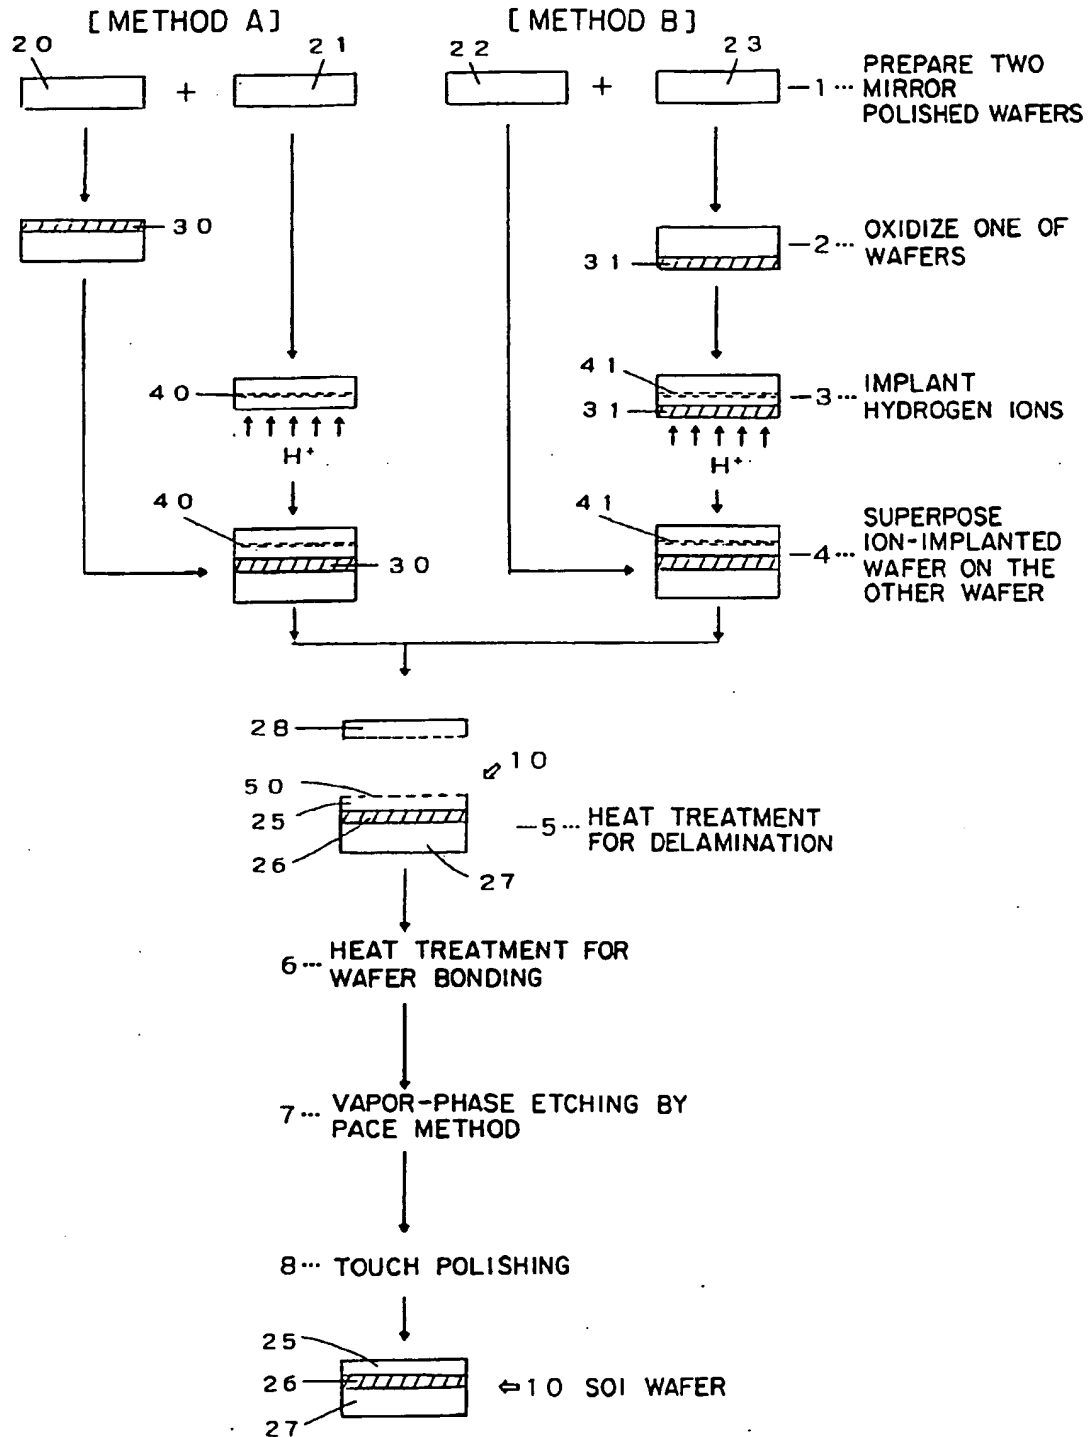 [METHOD A] [METHOD B]
20 21 22 23
+ +
1 ··· PREPARE TWO
MIRROR
POLISHED WAFERS
30
31
2 ··· OXIDIZE ONE OF
WAFERS
40
H+
41
31
H+
3 ··· IMPLANT
HYDROGEN IONS
40
30
41
4 ··· SUPERPOSE
ION-IMPLANTED
WAFER ON THE
OTHER WAFER
28
10
50
25
26
27
5 ··· HEAT TREATMENT
FOR DELAMINATION
6 ··· HEAT TREATMENT FOR
WAFER BONDING
7 ··· VAPOR-PHASE ETCHING BY
PACE METHOD
8 ··· TOUCH POLISHING
25
26
27
⇦10 SOI WAFER